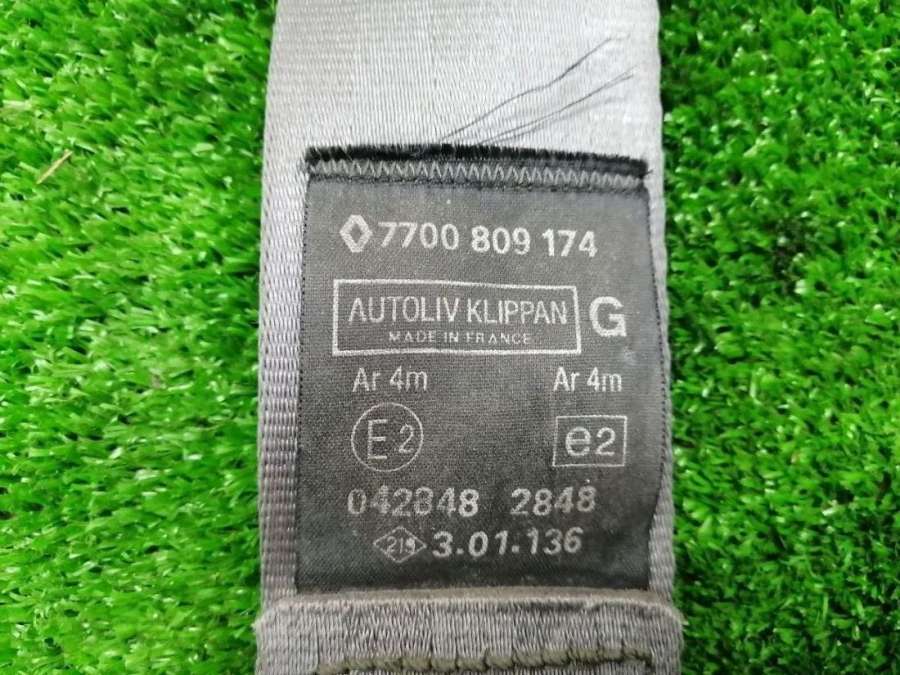 7700 809 174
AUTOLIV KLIPPAN G
MADE IN FRANCE
Ar 4m Ar 4m
E2 e2
042848 2848
219 3.01.136